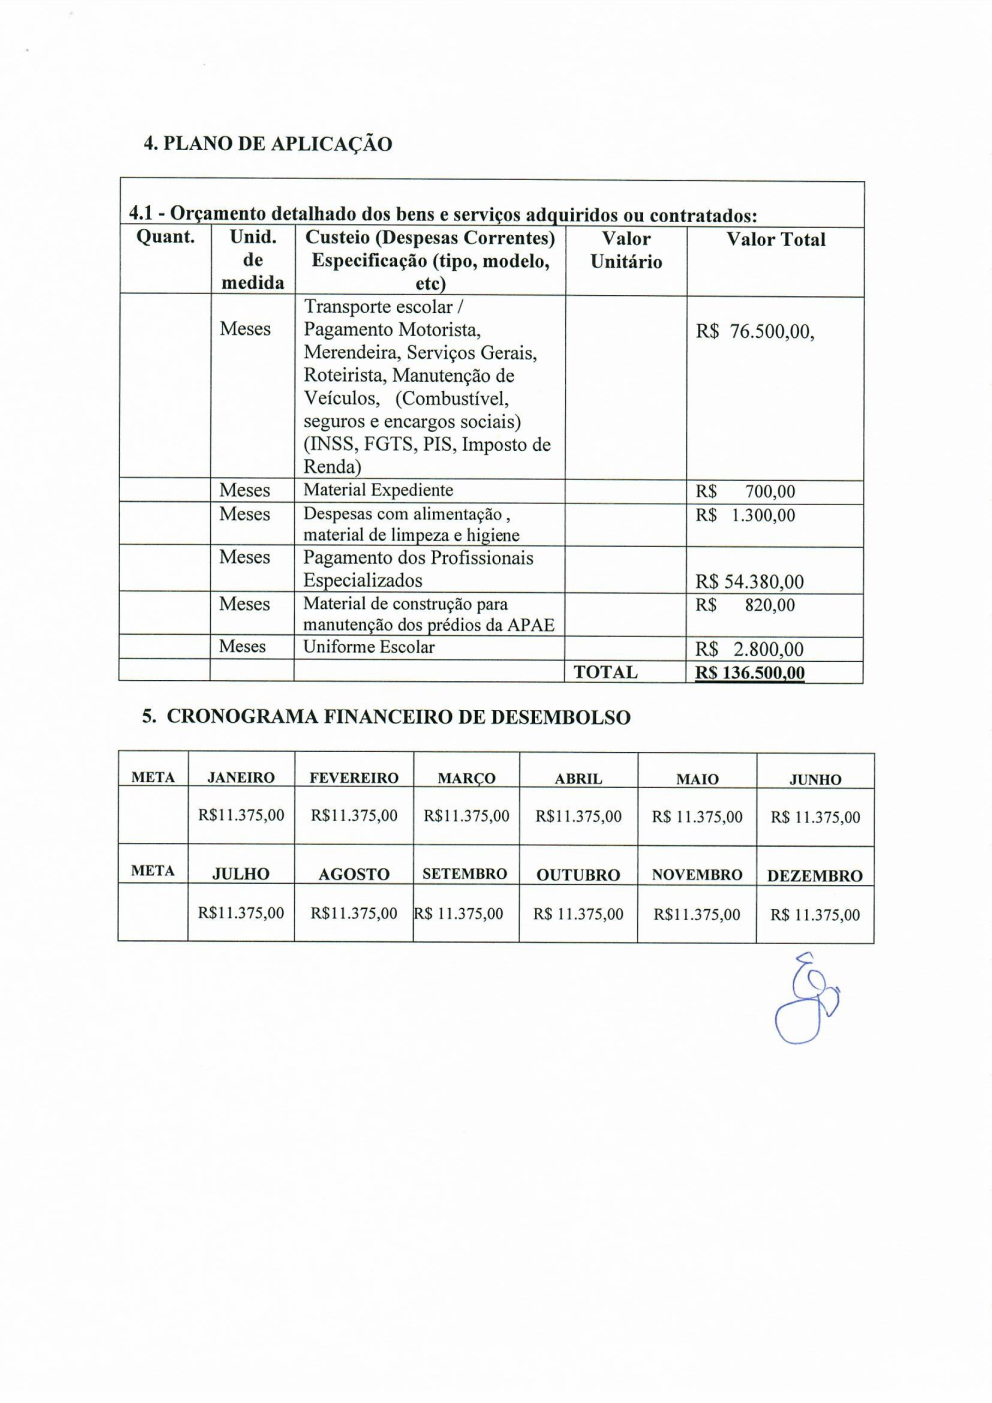 4. PLANO DE APLICAÇÃO
4.1 - Orçamento detalhado dos bens e serviços adquiridos ou contratados:
Quant. Unid. de medida Custeio (Despesas Correntes) Especificação (tipo, modelo, etc) Valor Unitário Valor Total
Transporte escolar /
Meses Pagamento Motorista, R$ 76.500,00,
Merendeira, Serviços Gerais,
Roteirista, Manutenção de
Veículos, (Combustível,
seguros e encargos sociais)
(INSS, FGTS, PIS, Imposto de
Renda)
Meses Material Expediente R$ 700,00
Meses Despesas com alimentação , R$ 1.300,00
material de limpeza e higiene
Meses Pagamento dos Profissionais
Especializados R$ 54.380,00
Meses Material de construção para R$ 820,00
manutenção dos prédios da APAE
Meses Uniforme Escolar R$ 2.800,00
TOTAL R$ 136.500,00
5. CRONOGRAMA FINANCEIRO DE DESEMBOLSO
META JANEIRO FEVEREIRO MARÇO ABRIL MAIO JUNHO
R$11.375,00 R$11.375,00 R$11.375,00 R$11.375,00 R$ 11.375,00 R$ 11.375,00
META JULHO AGOSTO SETEMBRO OUTUBRO NOVEMBRO DEZEMBRO
R$11.375,00 R$11.375,00 R$ 11.375,00 R$ 11.375,00 R$11.375,00 R$ 11.375,00